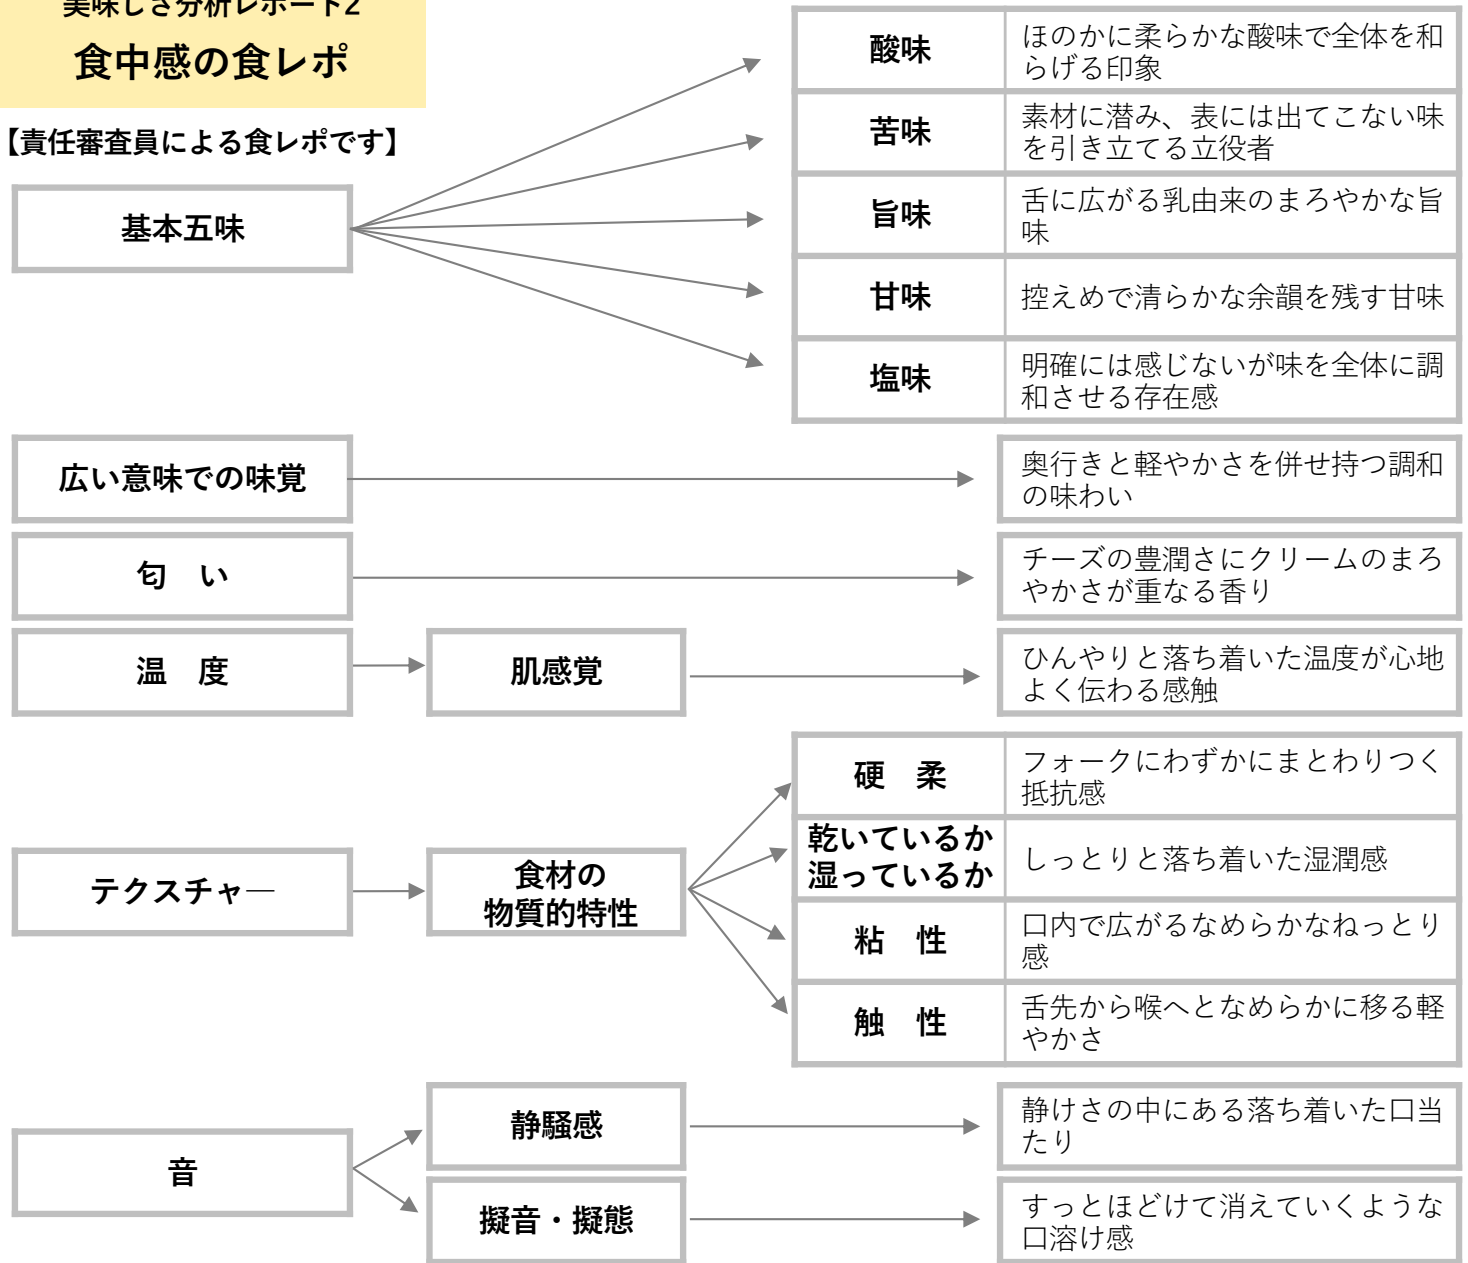 美味しさ分析レポート2
食中感の食レポ
【責任審査員による食レポです】
基本五味
酸味
ほのかに柔らかな酸味で全体を和
らげる印象
苦味
素材に潜み、表には出てこない味
を引き立てる立役者
旨味
舌に広がる乳由来のまろやかな旨
味
甘味
控えめで清らかな余韻を残す甘味
塩味
明確には感じないが味を全体に調
和させる存在感
広い意味での味覚
奥行きと軽やかさを併せ持つ調和
の味わい
匂　い
チーズの豊潤さにクリームのまろ
やかさが重なる香り
温　度
肌感覚
ひんやりと落ち着いた温度が心地
よく伝わる感触
テクスチャ―
食材の
物質的特性
硬　柔
フォークにわずかにまとわりつく
抵抗感
乾いているか
湿っているか
しっとりと落ち着いた湿潤感
粘　性
口内で広がるなめらかなねっとり
感
触　性
舌先から喉へとなめらかに移る軽
やかさ
音
静騒感
静けさの中にある落ち着いた口当
たり
擬音・擬態
すっとほどけて消えていくような
口溶け感